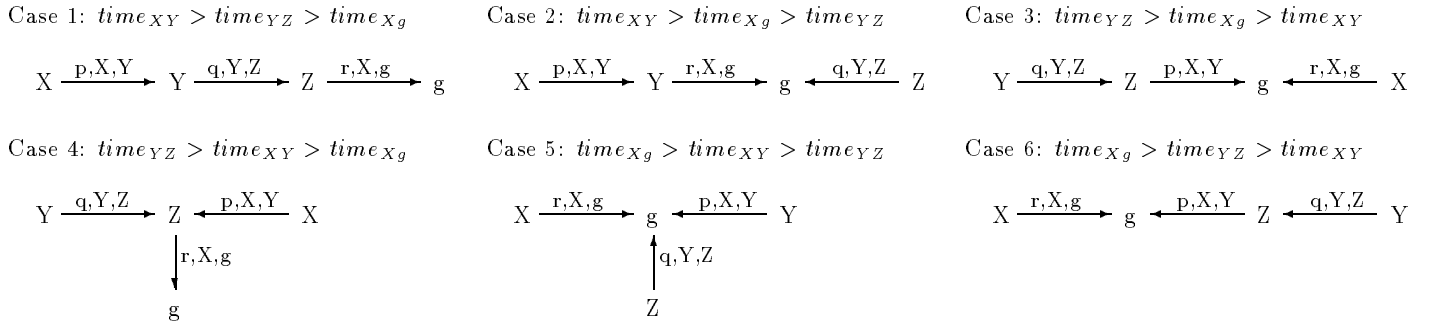 Case 1: time_XY > time_YZ > time_Xg
Case 2: time_XY > time_Xg > time_YZ
Case 3: time_YZ > time_Xg > time_XY
X p,X,Y Y q,Y,Z Z r,X,g g
X p,X,Y Y r,X,g g q,Y,Z Z
Y q,Y,Z Z p,X,Y g r,X,g X
Case 4: time_YZ > time_XY > time_Xg
Case 5: time_Xg > time_XY > time_YZ
Case 6: time_Xg > time_YZ > time_XY
Y q,Y,Z Z p,X,Y X
r,X,g
g
X r,X,g g p,X,Y Y
q,Y,Z
Z
X r,X,g g p,X,Y Z q,Y,Z Y